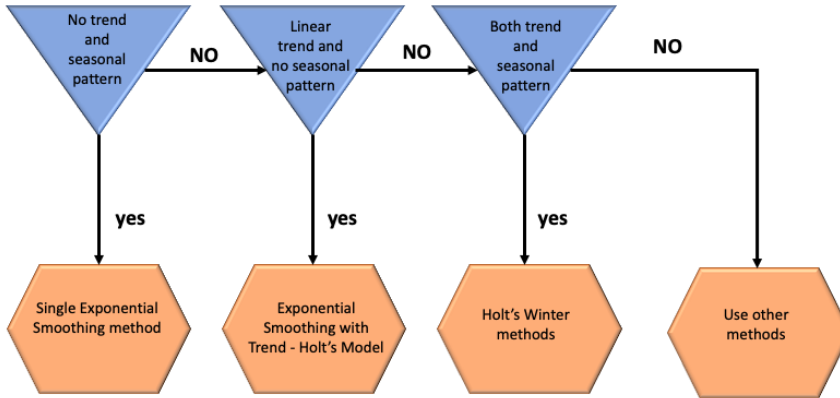 No trend
and
seasonal
pattern
NO
Linear
trend and
no seasonal
pattern
NO
Both trend
and
seasonal
pattern
NO
yes
yes
yes
Single Exponential
Smoothing method
Exponential
Smoothing with
Trend - Holt's Model
Holt's Winter
methods
Use other
methods